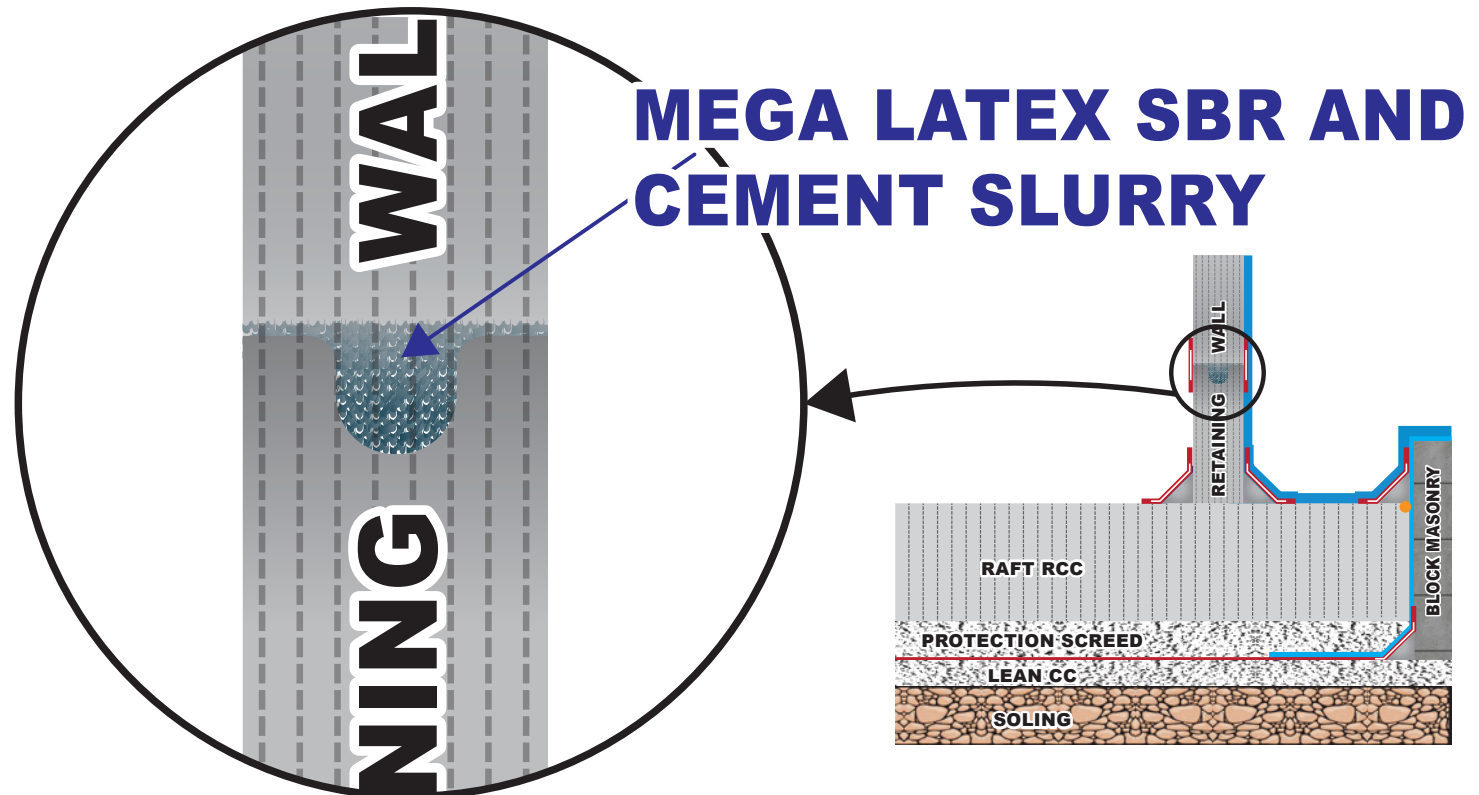 MEGA LATEX SBR AND
CEMENT SLURRY
WAL
NING
RETAINING WALL
BLOCK MASONRY
RAFT RCC
PROTECTION SCREED
LEAN CC
SOLING